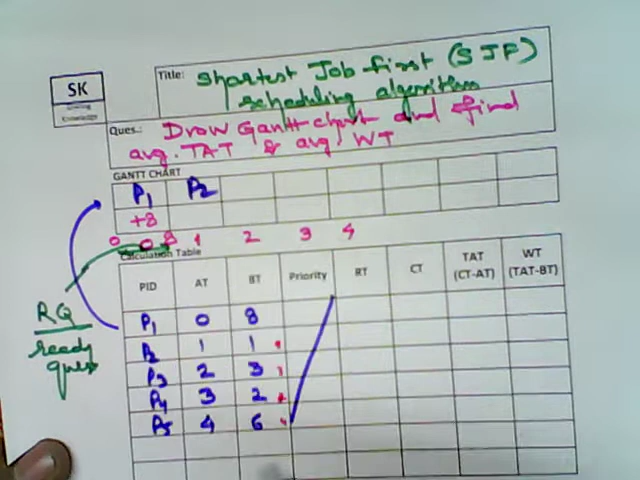 SK
Title: Shortest Job first (SJF)
scheduling algorithm
Ques.: Draw Gantt chart and find
avg. TAT & avg. WT
GANTT CHART
P1 P2
+8
0 0 8 1 2 3 4
Calculation Table
PID AT BT Priority RT CT TAT (CT-AT) WT (TAT-BT)
P1 0 8
P2 1 1
P3 2 3
P4 3 2
P5 4 6
RQ
ready